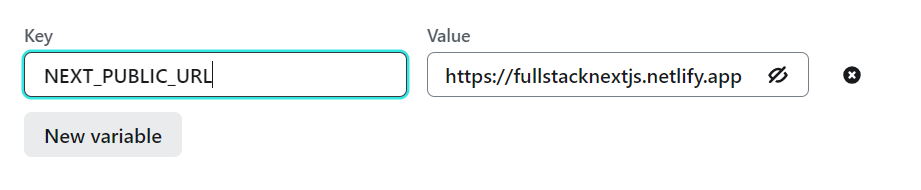 Key
Value
NEXT_PUBLIC_URL
https://fullstacknextjs.netlify.app
New variable